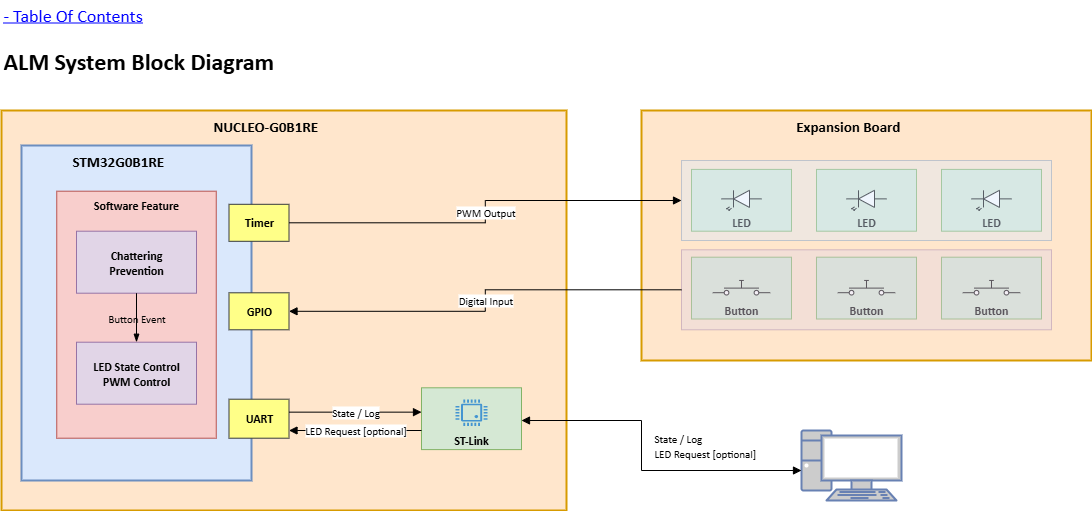 - Table Of Contents
ALM System Block Diagram
NUCLEO-G0B1RE
Expansion Board
STM32G0B1RE
Software Feature
Chattering
Prevention
Button Event
LED State Control
PWM Control
Timer
PWM Output
LED
LED
LED
GPIO
Digital Input
Button
Button
Button
UART
State / Log
LED Request [optional]
ST-Link
State / Log
LED Request [optional]